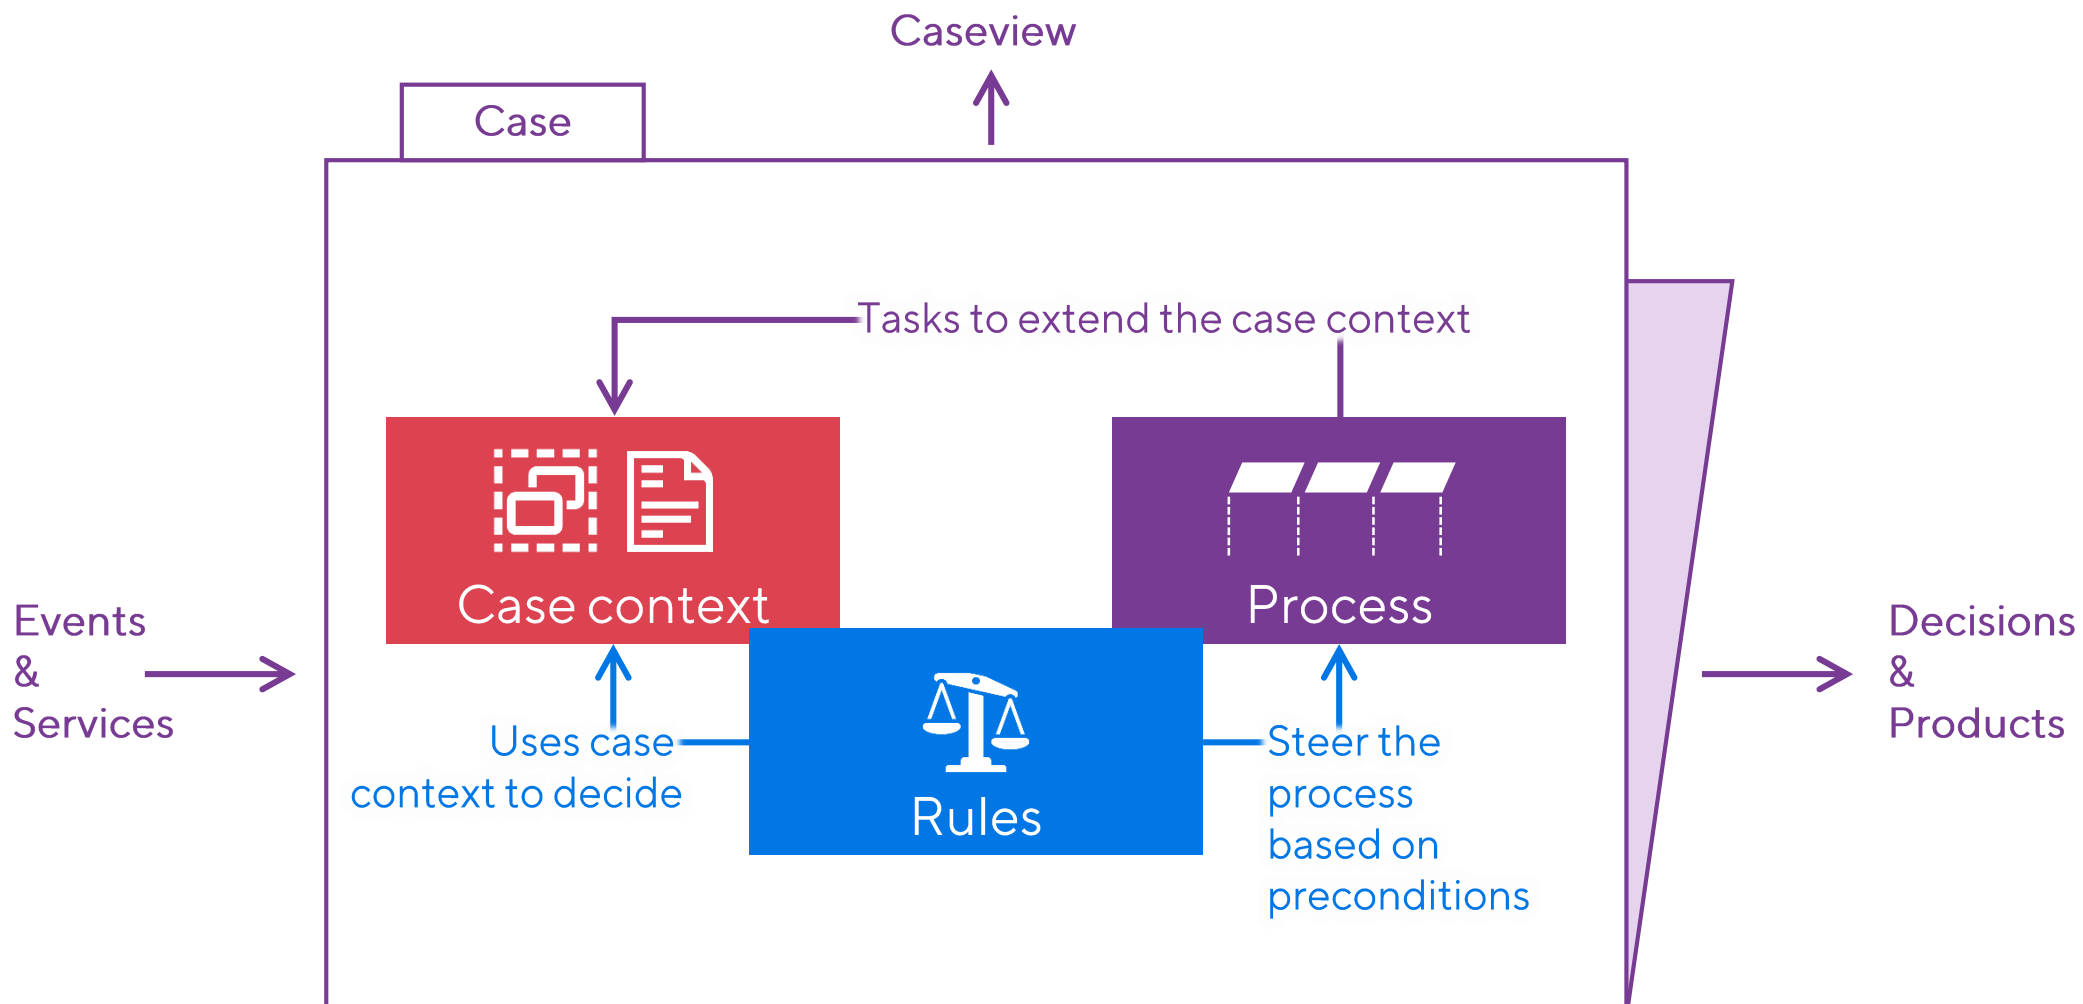 Caseview
Case
Tasks to extend the case context
Case context
Process
Events
&
Services
Uses case
context to decide
Rules
Steer the
process
based on
preconditions
Decisions
&
Products